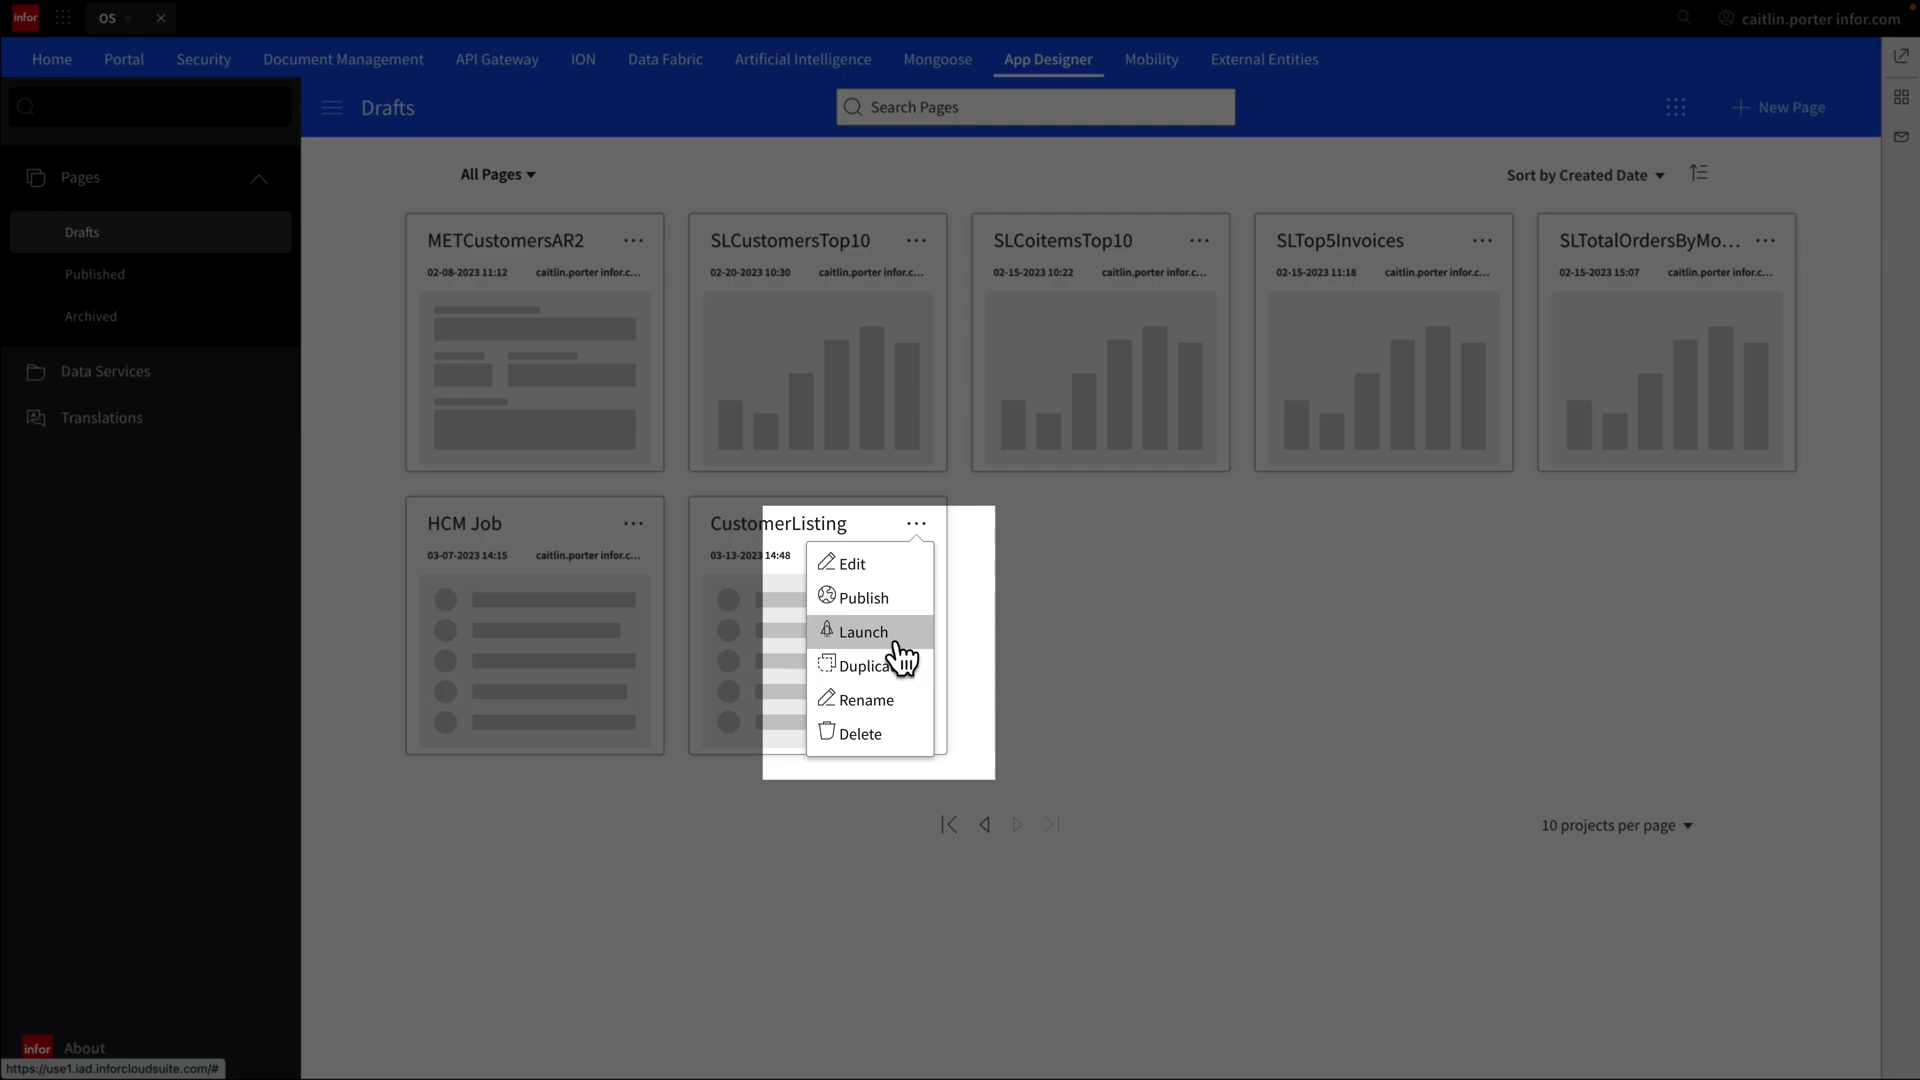 infor OS caitlin.porter infor.com
Home Portal Security Document Management API Gateway ION Data Fabric Artificial Intelligence Mongoose App Designer Mobility External Entities
Drafts Search Pages New Page
Pages
Drafts
Published
Archived
Data Services
Translations
All Pages Sort by Created Date
METCustomersAR2 ...
02-08-2023 11:12 caitlin.porter infor.c...
SLCustomersTop10 ...
02-20-2023 10:30 caitlin.porter infor.c...
SLCoitemsTop10 ...
02-15-2023 10:22 caitlin.porter infor.c...
SLTop5Invoices ...
02-15-2023 11:18 caitlin.porter infor.c...
SLTotalOrdersByMo... ...
02-15-2023 15:07 caitlin.porter infor.c...
HCM Job ...
03-07-2023 14:15 caitlin.porter infor.c...
CustomerListing ...
03-13-2023 14:48
Edit
Publish
Launch
Duplica
Rename
Delete
10 projects per page
infor About
https://use1.iad.inforcloudsuite.com/#